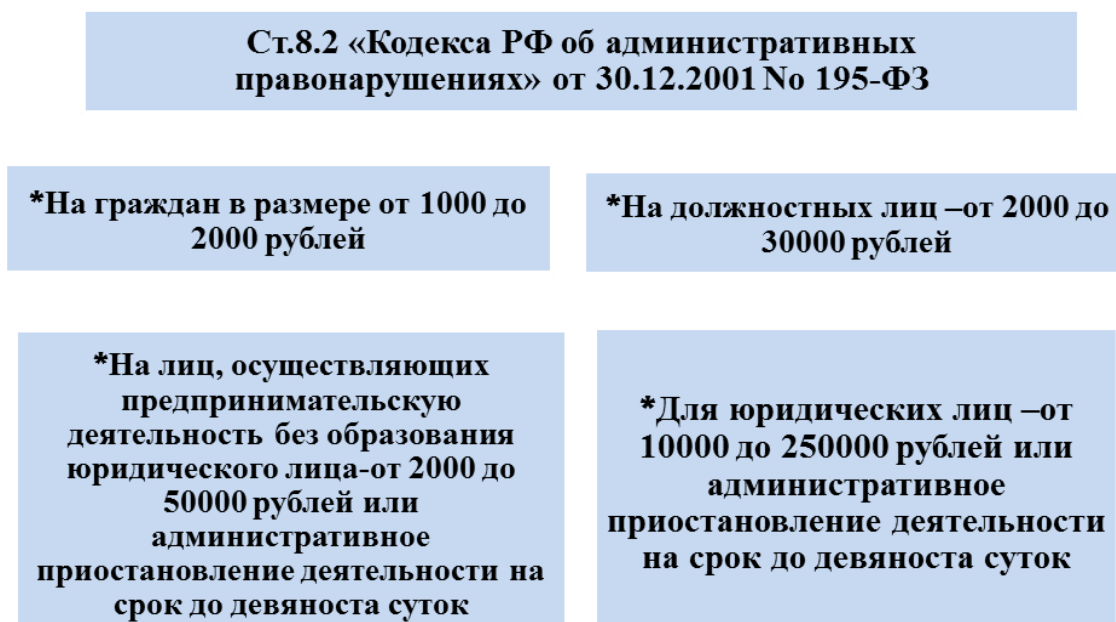 Ст.8.2 «Кодекса РФ об административных
правонарушениях» от 30.12.2001 No 195-ФЗ
*На граждан в размере от 1000 до
2000 рублей
*На должностных лиц –от 2000 до
30000 рублей
*На лиц, осуществляющих
предпринимательскую
деятельность без образования
юридического лица-от 2000 до
50000 рублей или
административное
приостановление деятельности на
срок до девяноста суток
*Для юридических лиц –от
10000 до 250000 рублей или
административное
приостановление деятельности
на срок до девяноста суток